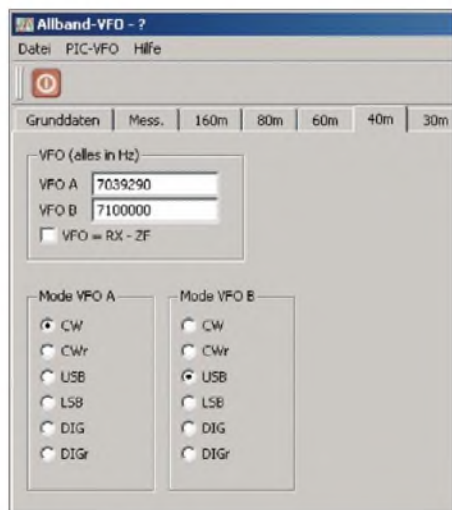 Allband-VFO - ?
Datei PIC-VFO Hilfe
Grunddaten Mess. 160m 80m 60m 40m 30m
VFO (alles in Hz)
VFO A 7039290
VFO B 7100000
VFO = RX - ZF
Mode VFO A
CW
CWr
USB
LSB
DIG
DIGr
Mode VFO B
CW
CWr
USB
LSB
DIG
DIGr